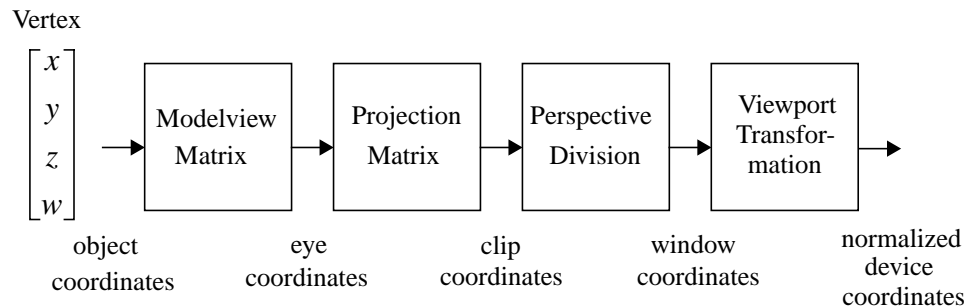 Vertex
x
y
z
w
Modelview
Matrix
Projection
Matrix
Perspective
Division
Viewport
Transfor-
mation
object
coordinates
eye
coordinates
clip
coordinates
window
coordinates
normalized
device
coordinates